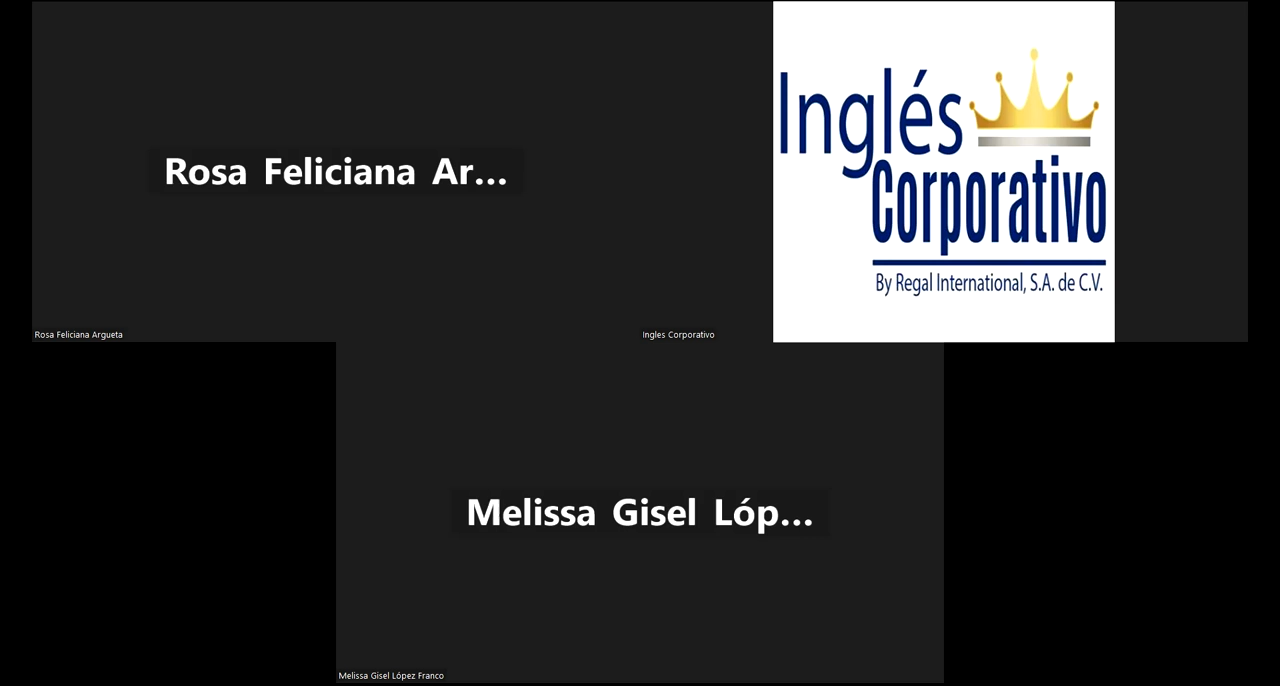 Rosa Feliciana Ar...
Rosa Feliciana Argueta
Inglés
Corporativo
By Regal International, S.A. de C.V.
Ingles Corporativo
Melissa Gisel Lóp...
Melissa Gisel López Franco